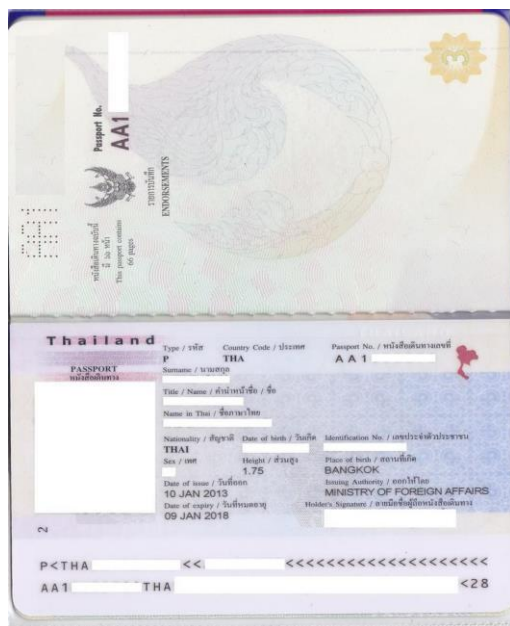 Passport No.
AA1
รายการบันทึก
ENDORSEMENTS
หนังสือเดินทางฉบับนี้
มี 66 หน้า
This passport contains
66 pages
Thailand
PASSPORT
หนังสือเดินทาง
Type / รหัส Country Code / ประเทศ Passport No. / หนังสือเดินทางเลขที่
P THA AA1
Surname / นามสกุล
Title / Name / คำนำหน้าชื่อ / ชื่อ
Name in Thai / ชื่อภาษาไทย
Nationality / สัญชาติ Date of birth / วันเกิด Identification No. / เลขประจำตัวประชาชน
THAI
Sex / เพศ Height / ส่วนสูง Place of birth / สถานที่เกิด
1.75 BANGKOK
Date of issue / วันที่ออก Issuing Authority / ออกให้โดย
10 JAN 2013 MINISTRY OF FOREIGN AFFAIRS
Date of expiry / วันที่หมดอายุ Holder's Signature / ลายมือชื่อผู้ถือหนังสือเดินทาง
09 JAN 2018
2
P<THA << <<<<<<<<<<<<<<<<<<<
AA1 THA <28